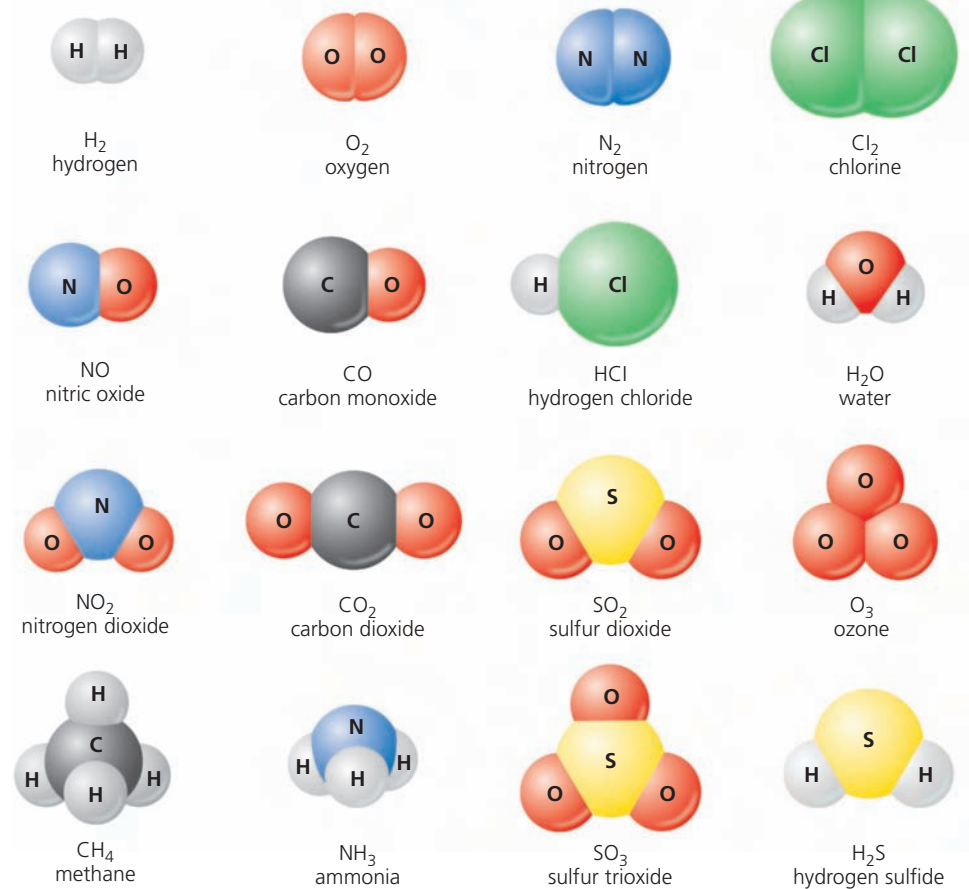 H H
O O
N N
Cl Cl
H₂
hydrogen
O₂
oxygen
N₂
nitrogen
Cl₂
chlorine
N O
C O
H Cl
O
H H
NO
nitric oxide
CO
carbon monoxide
HCl
hydrogen chloride
H₂O
water
N
O O
O C O
S
O O
O
O O
NO₂
nitrogen dioxide
CO₂
carbon dioxide
SO₂
sulfur dioxide
O₃
ozone
H
C
H H
H
N
H H
H
O
S
O O
S
H H
CH₄
methane
NH₃
ammonia
SO₃
sulfur trioxide
H₂S
hydrogen sulfide